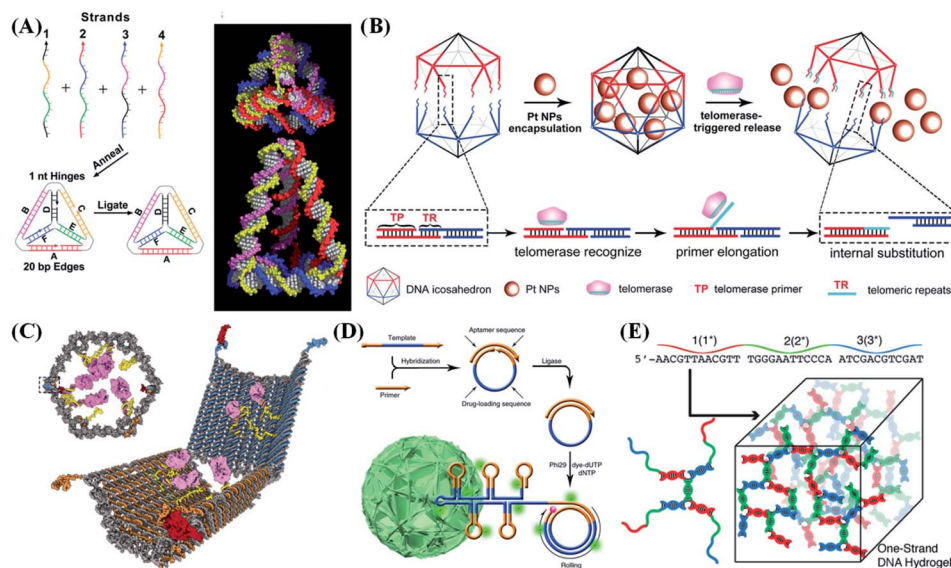 (A)
Strands
1 2 3 4
+ + +
Anneal
1 nt Hinges
Ligate
B D C
F E
A
20 bp Edges
B D C
F E
A
(B)
Pt NPs
encapsulation
telomerase-
triggered release
TP TR
telomerase recognize
primer elongation
internal substitution
DNA icosahedron
Pt NPs
telomerase
TP telomerase primer
TR telomeric repeats
(C)
(D)
Template
Primer
Hybridization
Aptamer sequence
Drug-loading sequence
Ligase
Phi29 dye-dUTP
dNTP
Rolling
(E)
1(1*) 2(2*) 3(3*)
5′-AACGTTAACGTT TGGGAATTCCCA ATCGACGTCGAT
One-Strand
DNA Hydrogel